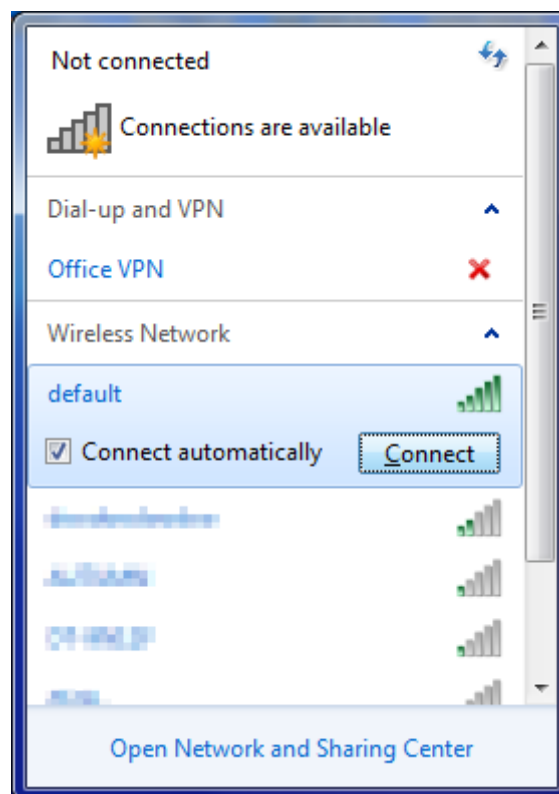 Not connected
Connections are available
Dial-up and VPN
Office VPN
Wireless Network
default
Connect automatically
Connect
Open Network and Sharing Center